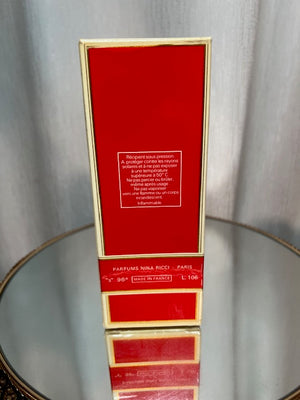 Récipient sous pression.
A protéger contre les rayons
solaires et à ne pas exposer
à une température
supérieure à 50° C.
Ne pas percer ou brûler,
même après usage.
Ne pas vaporiser
vers une flamme ou un corps
incandescent.
Inflammable
PARFUMS NINA RICCI PARIS
96° MADE IN FRANCE L. 106